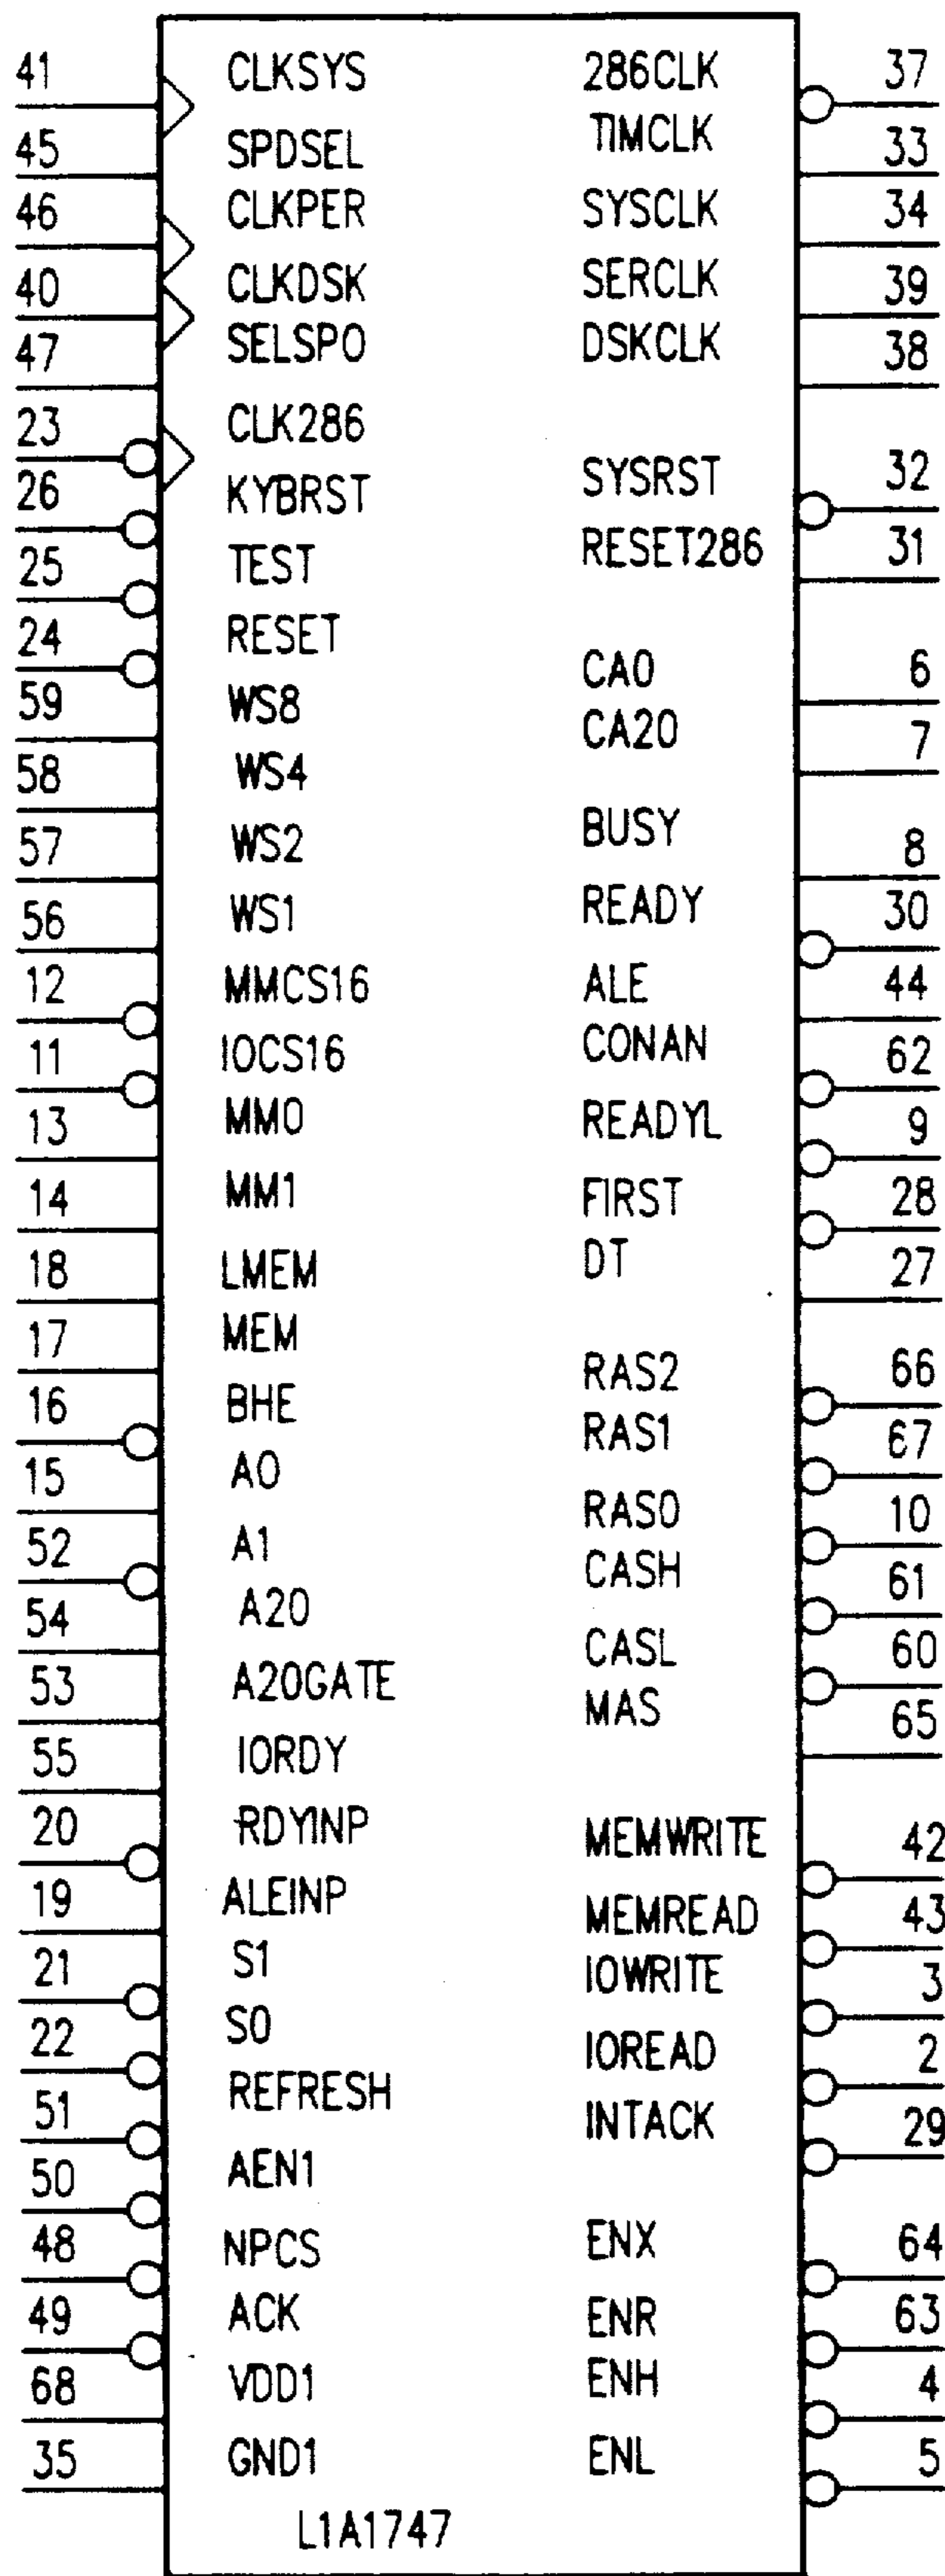 41 CLKSYS 286CLK 37
45 SPDSEL TIMCLK 33
46 CLKPER SYSCLK 34
40 CLKDSK SERCLK 39
47 SELSPO DSKCLK 38
23 CLK286
26 KYBRST SYSRST 32
25 TEST RESET286 31
24 RESET
59 WS8 CA0 6
58 WS4 CA20 7
57 WS2 BUSY 8
56 WS1 READY 30
12 MMCS16 ALE 44
11 IOCS16 CONAN 62
13 MM0 READYL 9
14 MM1 FIRST 28
18 LMEM DT 27
17 MEM
16 BHE RAS2 66
15 A0 RAS1 67
52 A1 RAS0 10
54 A20 CASH 61
53 A20GATE CASL 60
55 IORDY MAS 65
20 RDYINP MEMWRITE 42
19 ALEINP MEMREAD 43
21 S1 IOWRITE 3
22 S0 IOREAD 2
51 REFRESH INTACK 29
50 AEN1
48 NPCS ENX 64
49 ACK ENR 63
68 VDD1 ENH 4
35 GND1 ENL 5
L1A1747